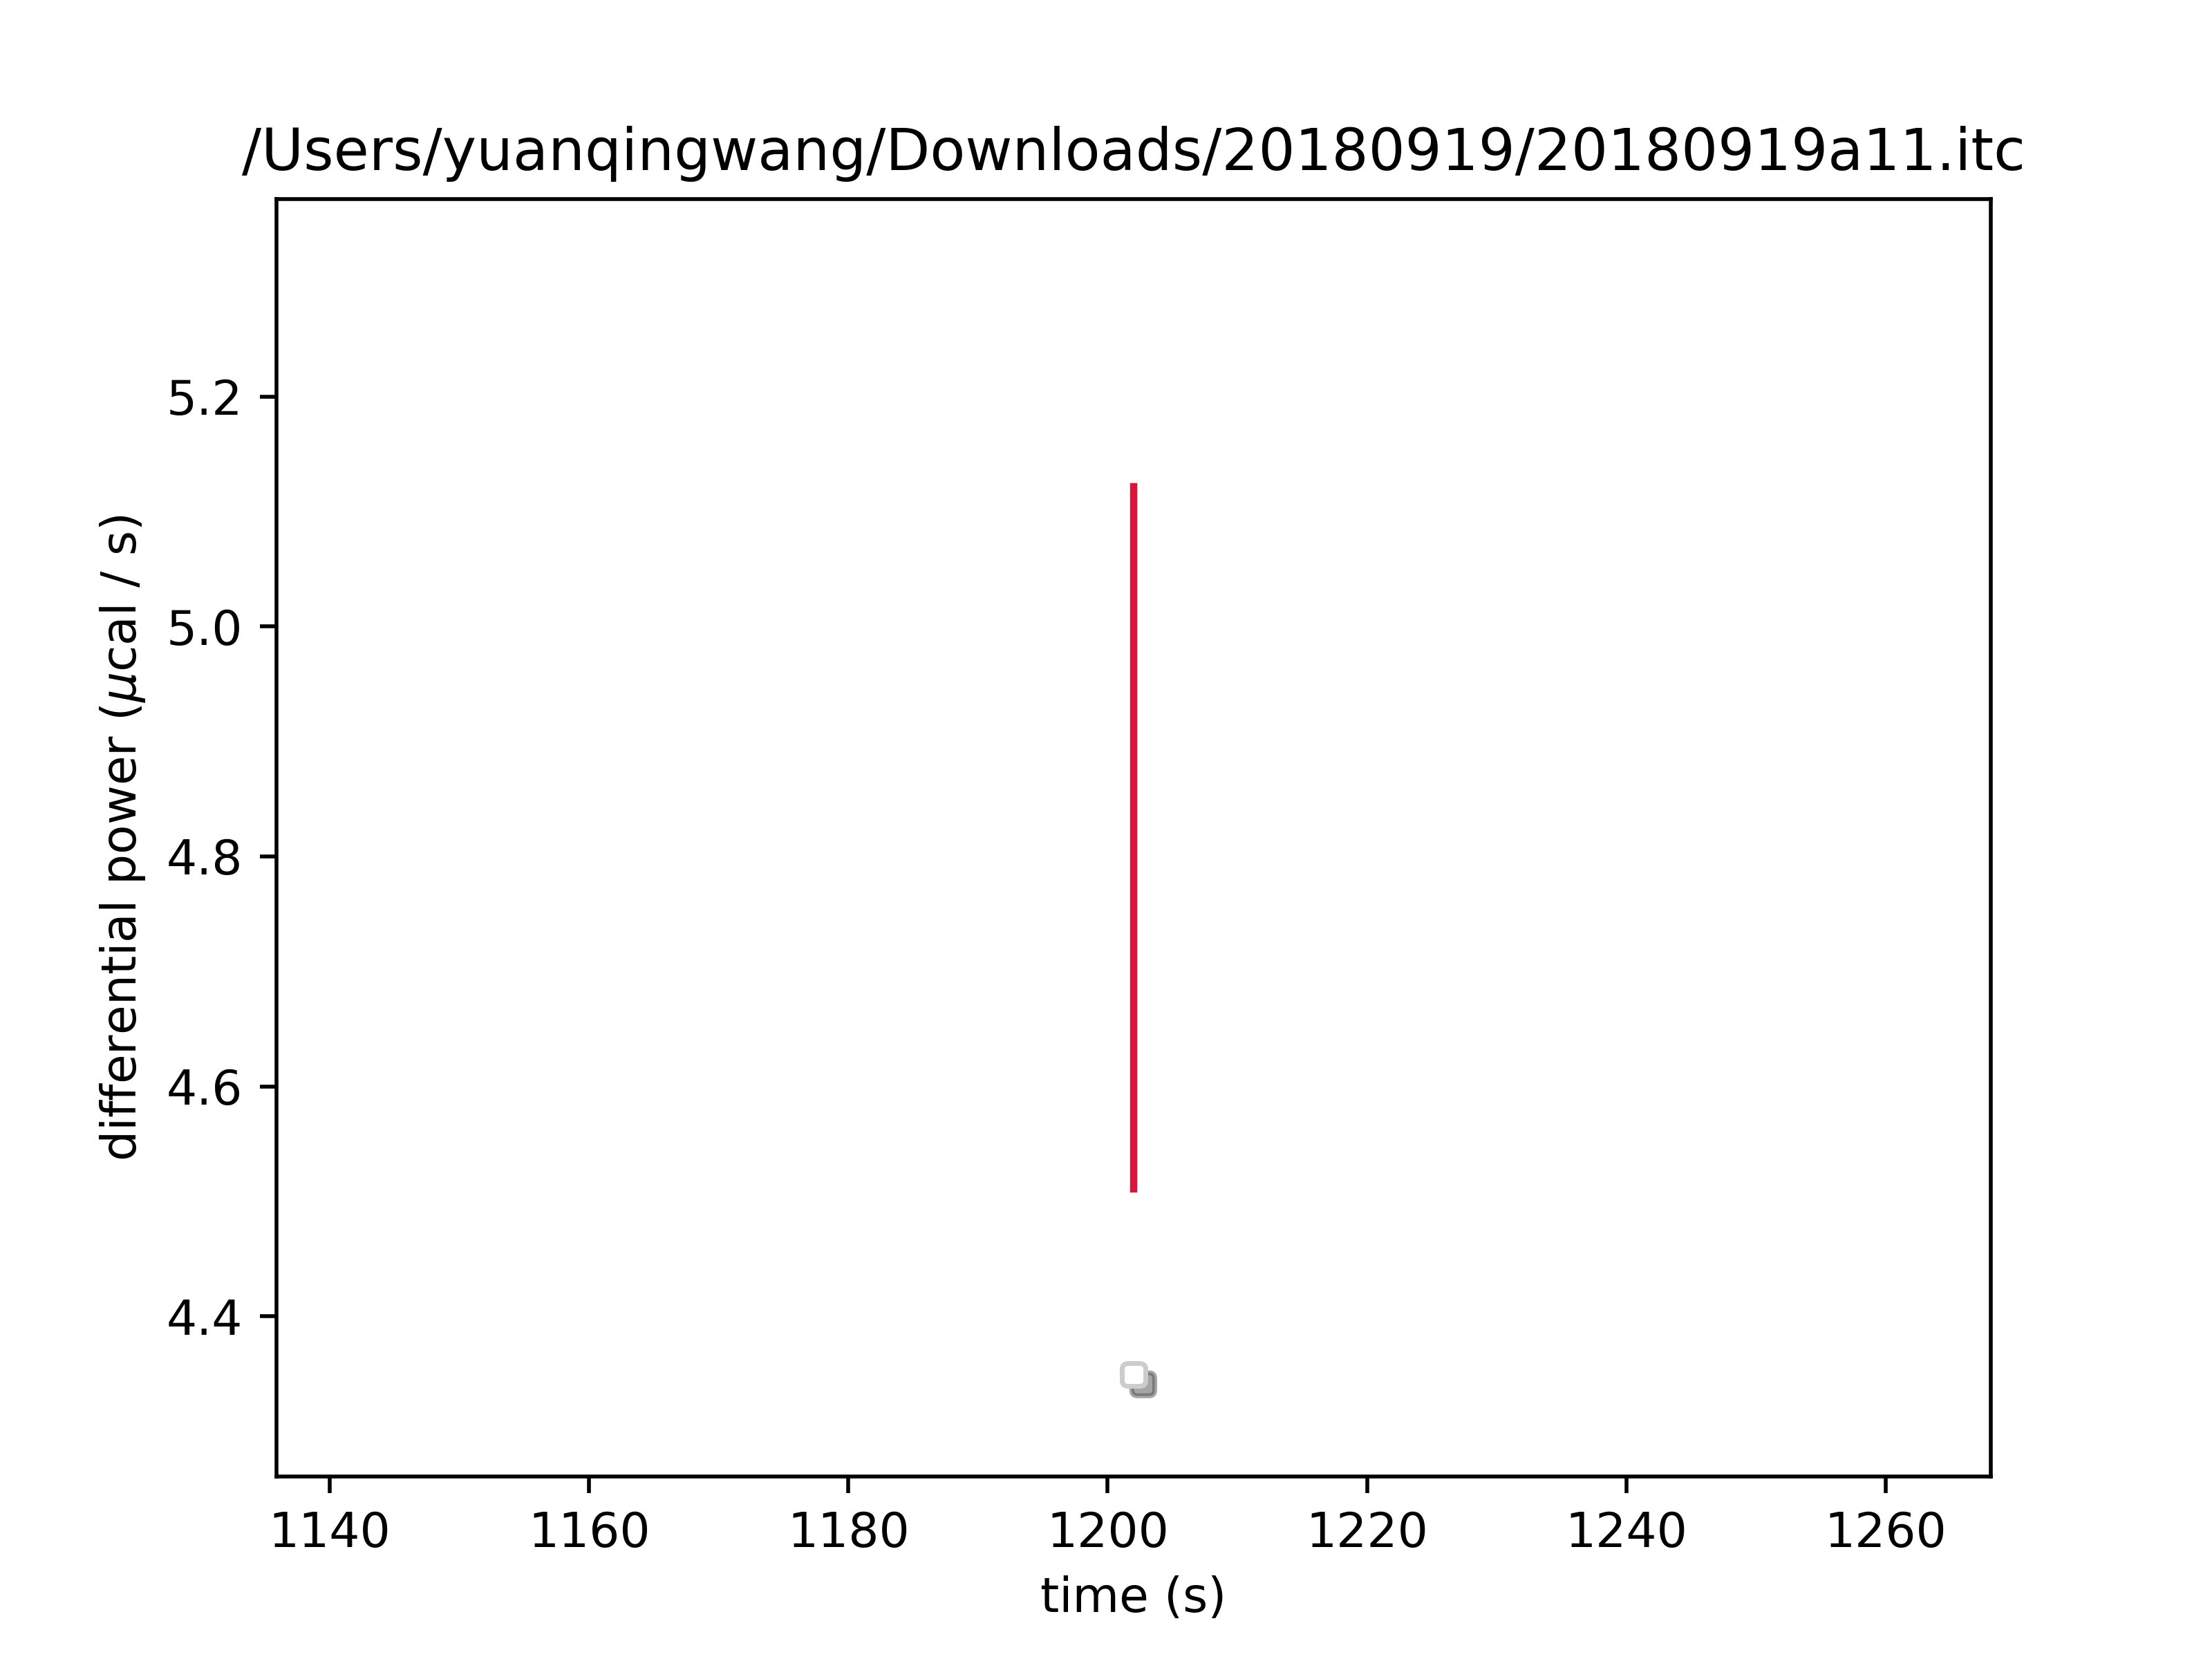 /Users/yuanqingwang/Downloads/20180919/20180919a11.itc
differential power (μcal / s)
5.2
5.0
4.8
4.6
4.4
1140 1160 1180 1200 1220 1240 1260
time (s)